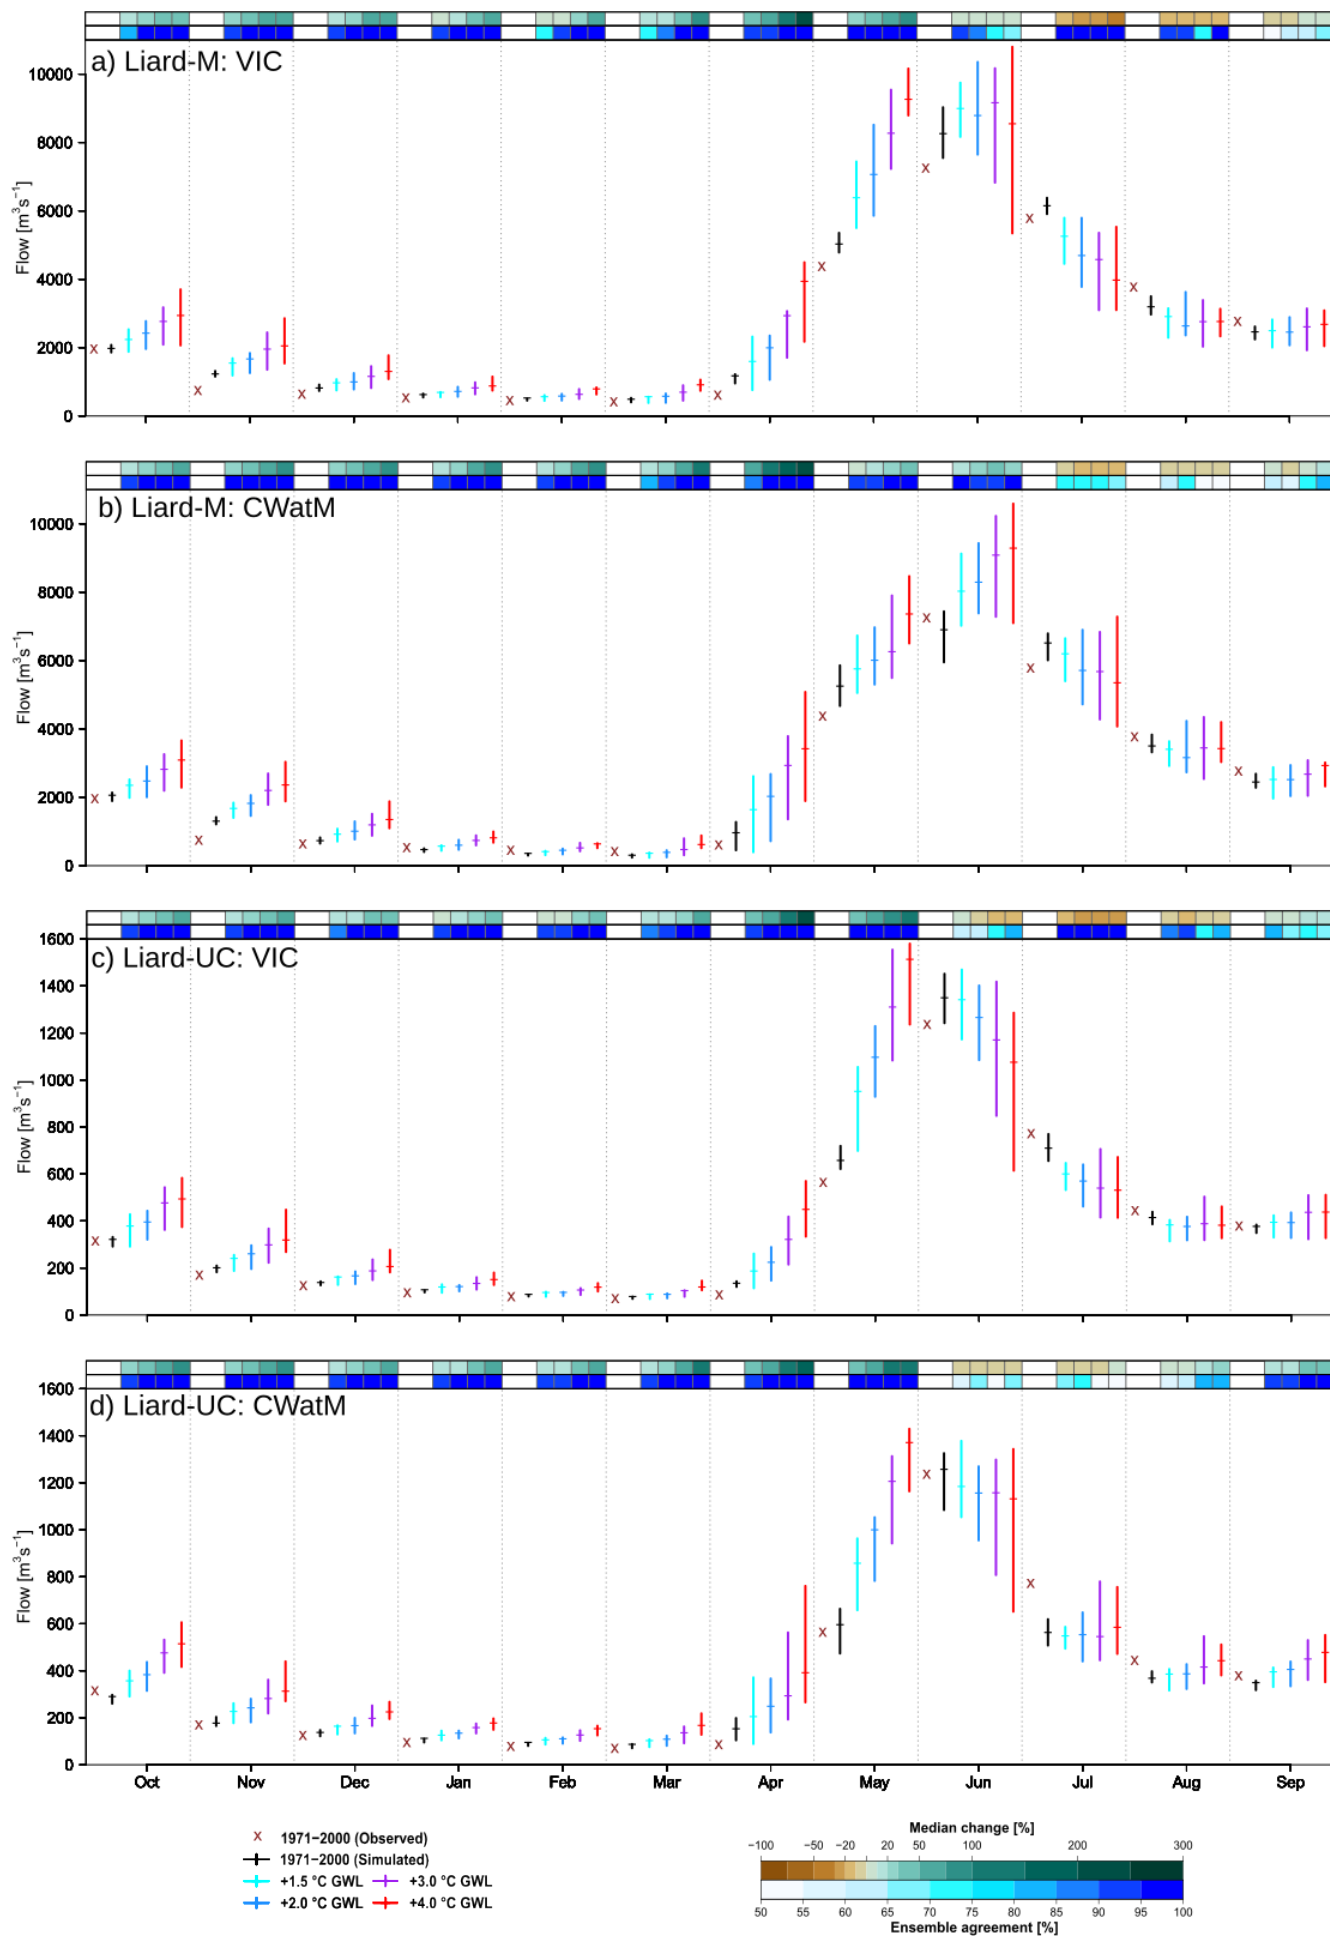 a) Liard-M: VIC
10000
8000
6000
4000
2000
0
Flow [m³s⁻¹]
b) Liard-M: CWatM
10000
8000
6000
4000
2000
0
Flow [m³s⁻¹]
c) Liard-UC: VIC
1600
1400
1200
1000
800
600
400
200
0
Flow [m³s⁻¹]
d) Liard-UC: CWatM
1600
1400
1200
1000
800
600
400
200
0
Flow [m³s⁻¹]
Oct Nov Dec Jan Feb Mar Apr May Jun Jul Aug Sep
x 1971−2000 (Observed)
1971−2000 (Simulated)
+1.5 °C GWL +3.0 °C GWL
+2.0 °C GWL +4.0 °C GWL
Median change [%]
−100 −50 −20 20 50 100 200 300
50 55 60 65 70 75 80 85 90 95 100
Ensemble agreement [%]